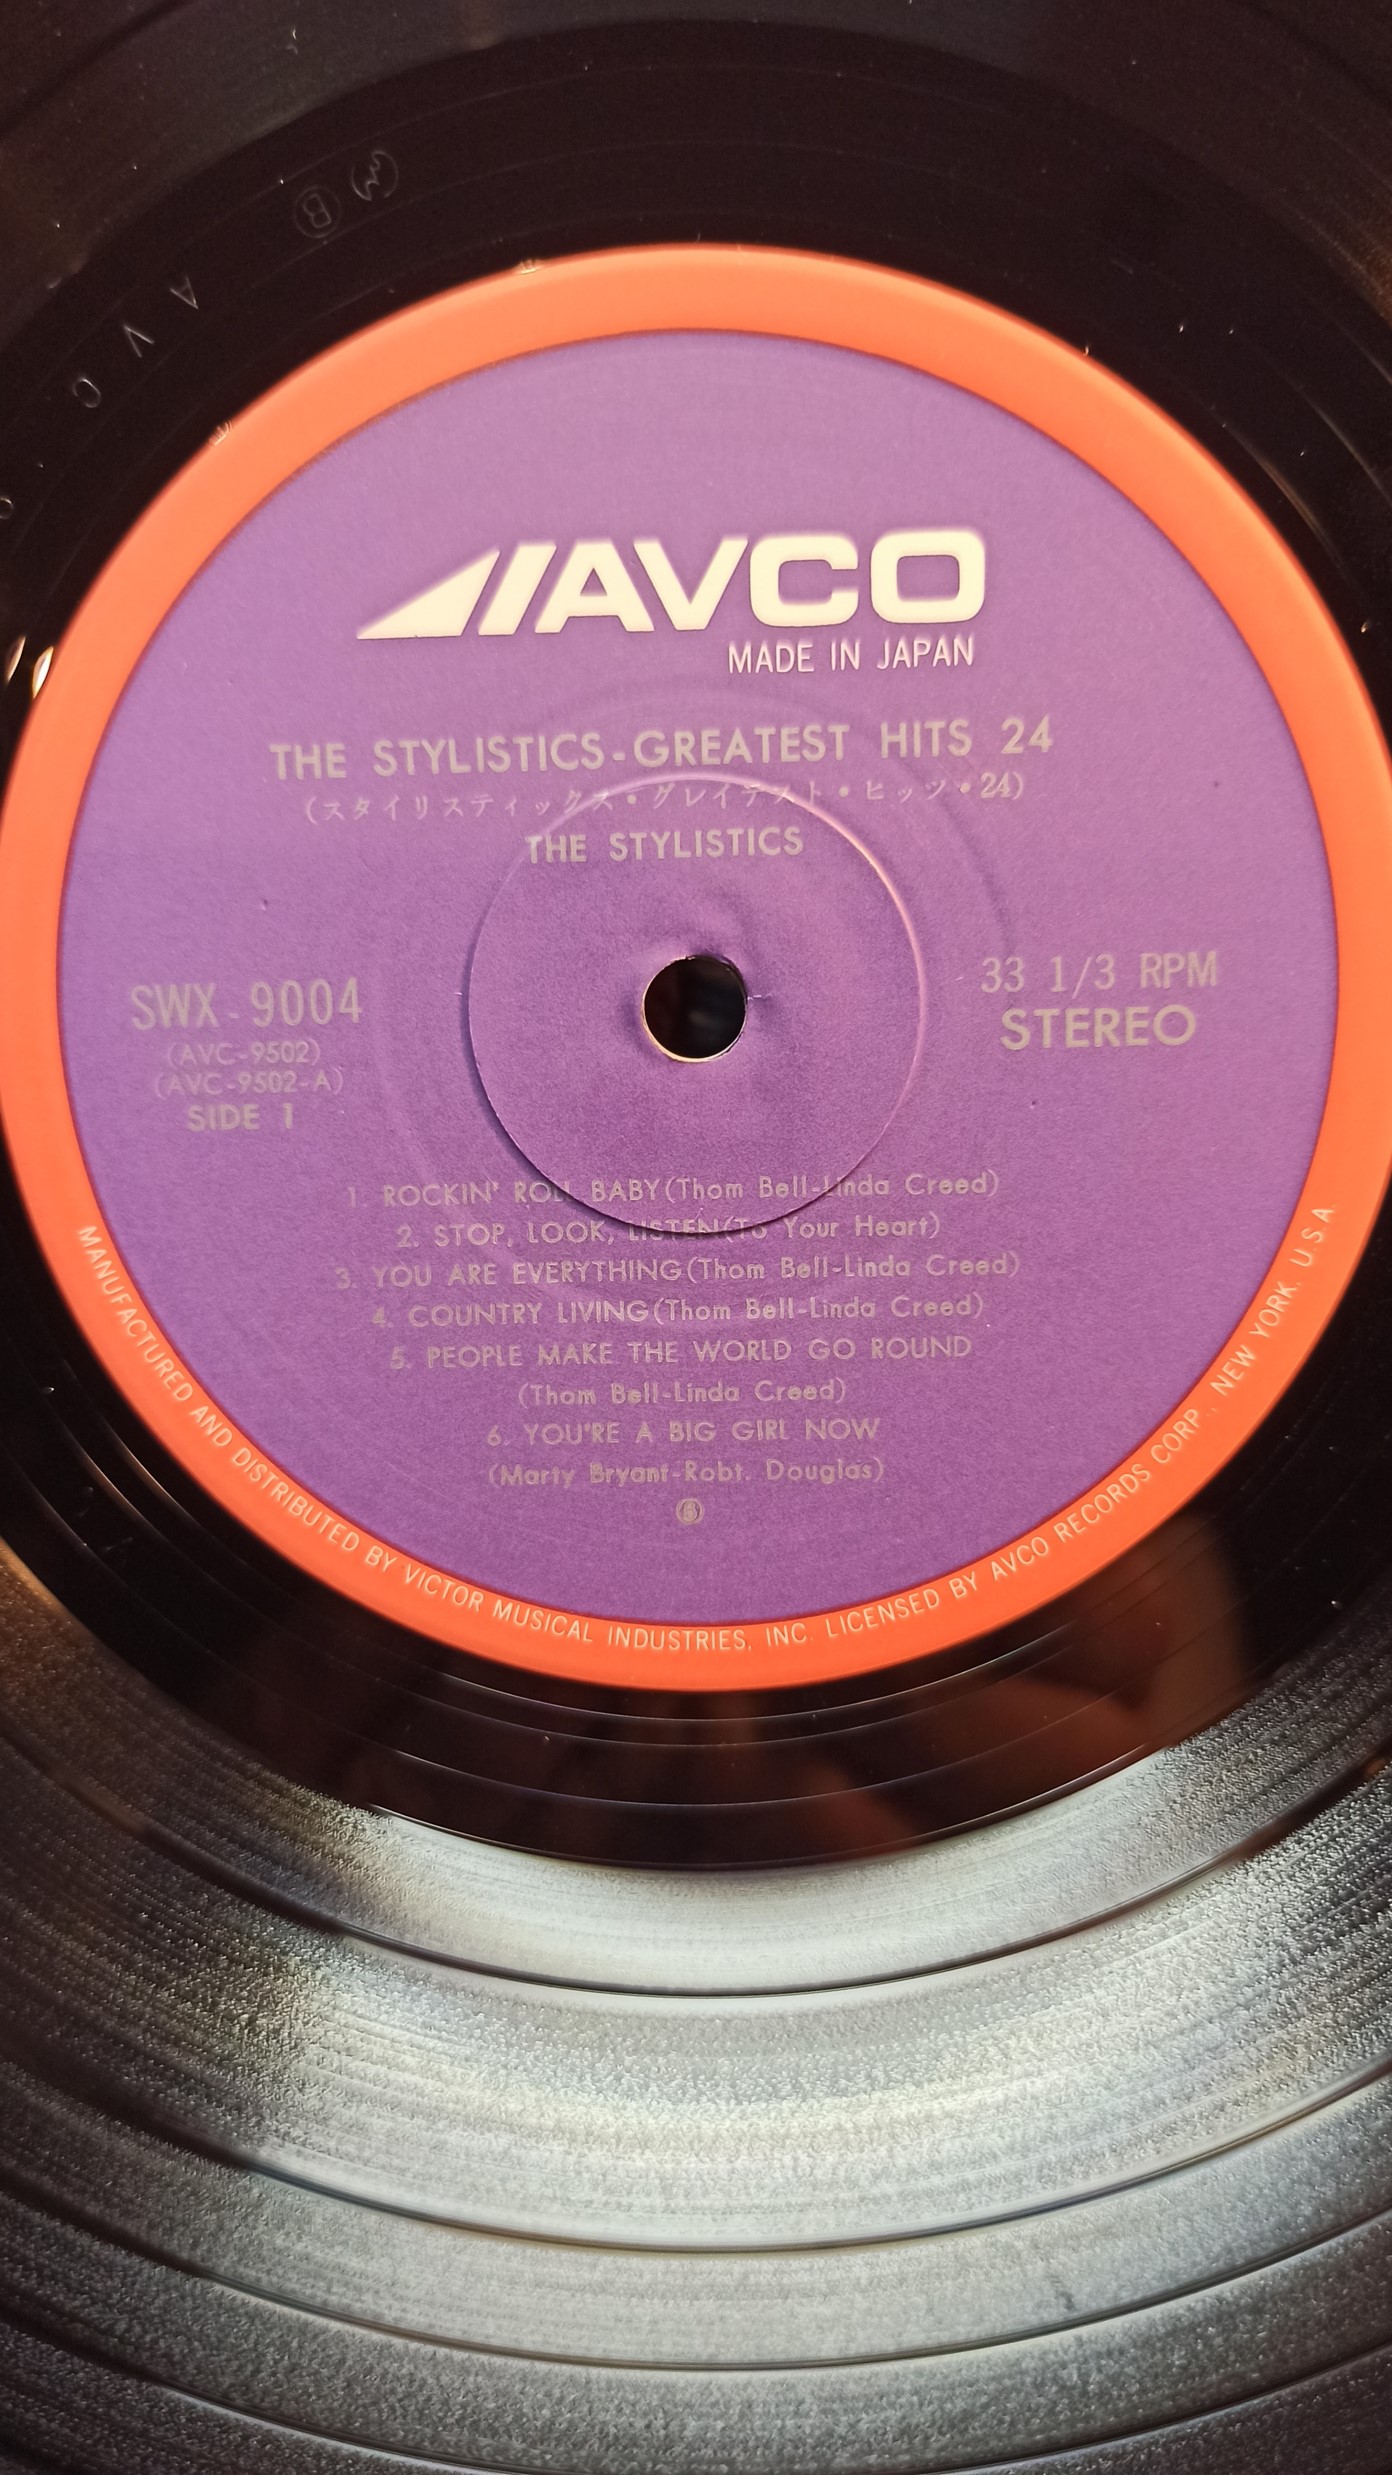 AVCO
MADE IN JAPAN
THE STYLISTICS-GREATEST HITS 24
(スタイリスティックス・グレイテスト・ヒッツ・24)
THE STYLISTICS
SWX-9004
(AVC-9502)
(AVC-9502-A)
SIDE 1
33 1/3 RPM
STEREO
1. ROCKIN' ROLL BABY(Thom Bell-Linda Creed)
2. STOP, LOOK, LISTEN(To Your Heart)
3. YOU ARE EVERYTHING(Thom Bell-Linda Creed)
4. COUNTRY LIVING(Thom Bell-Linda Creed)
5. PEOPLE MAKE THE WORLD GO ROUND
(Thom Bell-Linda Creed)
6. YOU'RE A BIG GIRL NOW
(Marty Bryant-Robt. Douglas)
MANUFACTURED AND DISTRIBUTED BY VICTOR MUSICAL INDUSTRIES, INC. LICENSED BY AVCO RECORDS CORP., NEW YORK, U.S.A.
A V C
B